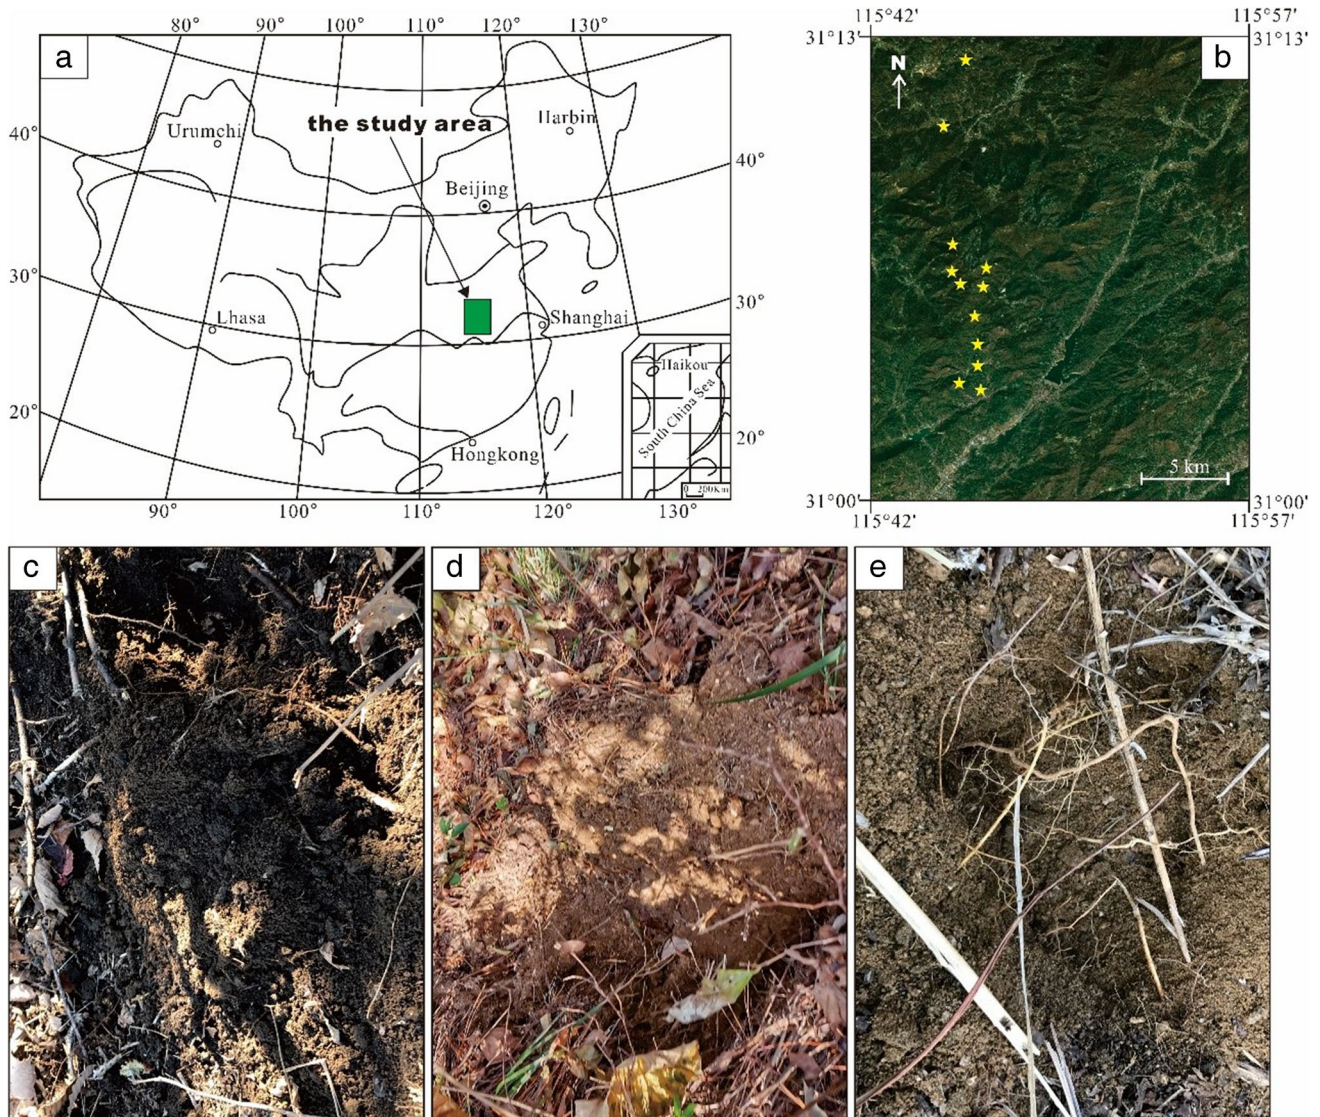 a
80° 90° 100° 110° 120° 130°
40°
30°
20°
40°
30°
20°
Urumchi
the study area
Harbin
Beijing
Lhasa
Shanghai
Haikou
South China Sea
Hongkong
0 200Km
90° 100° 110° 120° 130°
b
115°42' 115°57'
31°13' 31°13'
N
5 km
31°00' 31°00'
115°42' 115°57'
c
d
e